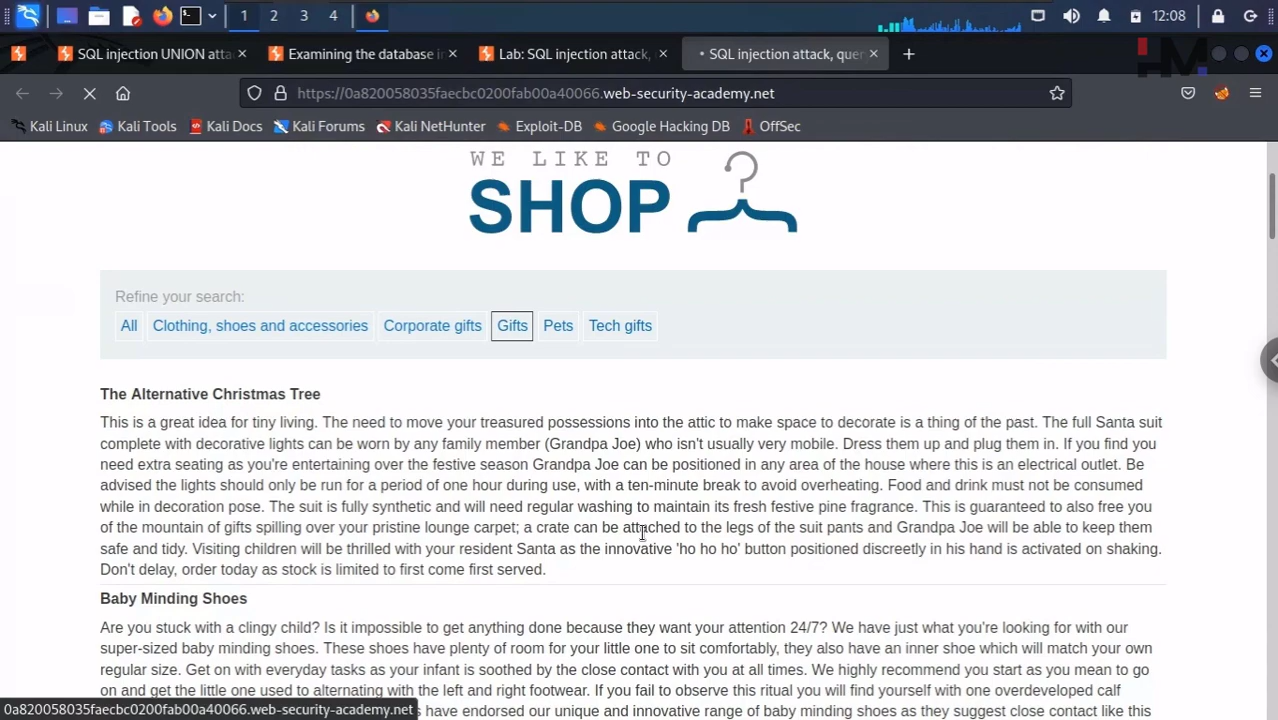 1 2 3 4 12:08
SQL injection UNION atta Examining the database in Lab: SQL injection attack, SQL injection attack, quer
HM
https://0a820058035faecbc0200fab00a40066.web-security-academy.net
Kali Linux Kali Tools Kali Docs Kali Forums Kali NetHunter Exploit-DB Google Hacking DB OffSec
WE LIKE TO
SHOP
Refine your search:
All Clothing, shoes and accessories Corporate gifts Gifts Pets Tech gifts
The Alternative Christmas Tree
This is a great idea for tiny living. The need to move your treasured possessions into the attic to make space to decorate is a thing of the past. The full Santa suit
complete with decorative lights can be worn by any family member (Grandpa Joe) who isn't usually very mobile. Dress them up and plug them in. If you find you
need extra seating as you're entertaining over the festive season Grandpa Joe can be positioned in any area of the house where this is an electrical outlet. Be
advised the lights should only be run for a period of one hour during use, with a ten-minute break to avoid overheating. Food and drink must not be consumed
while in decoration pose. The suit is fully synthetic and will need regular washing to maintain its fresh festive pine fragrance. This is guaranteed to also free you
of the mountain of gifts spilling over your pristine lounge carpet; a crate can be attached to the legs of the suit pants and Grandpa Joe will be able to keep them
safe and tidy. Visiting children will be thrilled with your resident Santa as the innovative 'ho ho ho' button positioned discreetly in his hand is activated on shaking.
Don't delay, order today as stock is limited to first come first served.
Baby Minding Shoes
Are you stuck with a clingy child? Is it impossible to get anything done because they want your attention 24/7? We have just what you're looking for with our
super-sized baby minding shoes. These shoes have plenty of room for your little one to sit comfortably, they also have an inner shoe which will match your own
regular size. Get on with everyday tasks as your infant is soothed by the close contact with you at all times. We highly recommend you start as you mean to go
on and get the little one used to alternating with the left and right footwear. If you fail to observe this ritual you will find yourself with one overdeveloped calf
0a820058035faecbc0200fab00a40066.web-security-academy.net s have endorsed our unique and innovative range of baby minding shoes as they suggest close contact like this